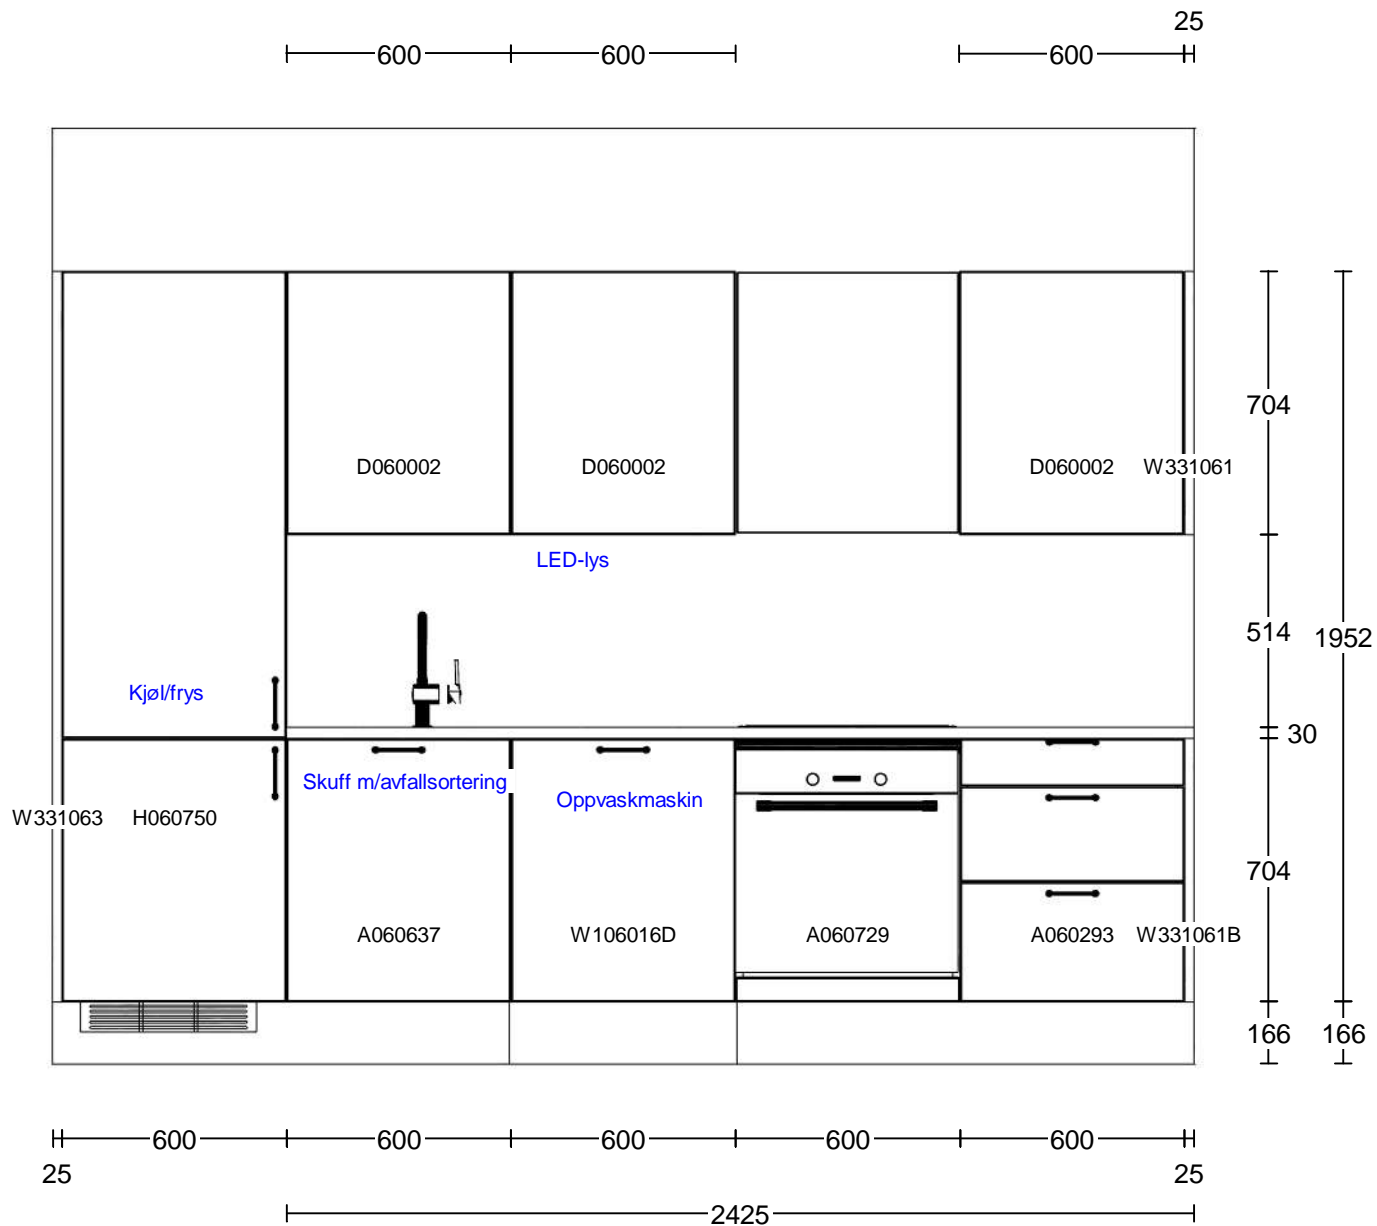 25
600 600 600
704
D060002 D060002 D060002 W331061
LED-lys
514 1952
Kjøl/frys
30
Skuff m/avfallsortering
Oppvaskmaskin
W331063 H060750
704
A060637 W106016D A060729 A060293 W331061B
166 166
600 600 600 600 600
25 25
2425